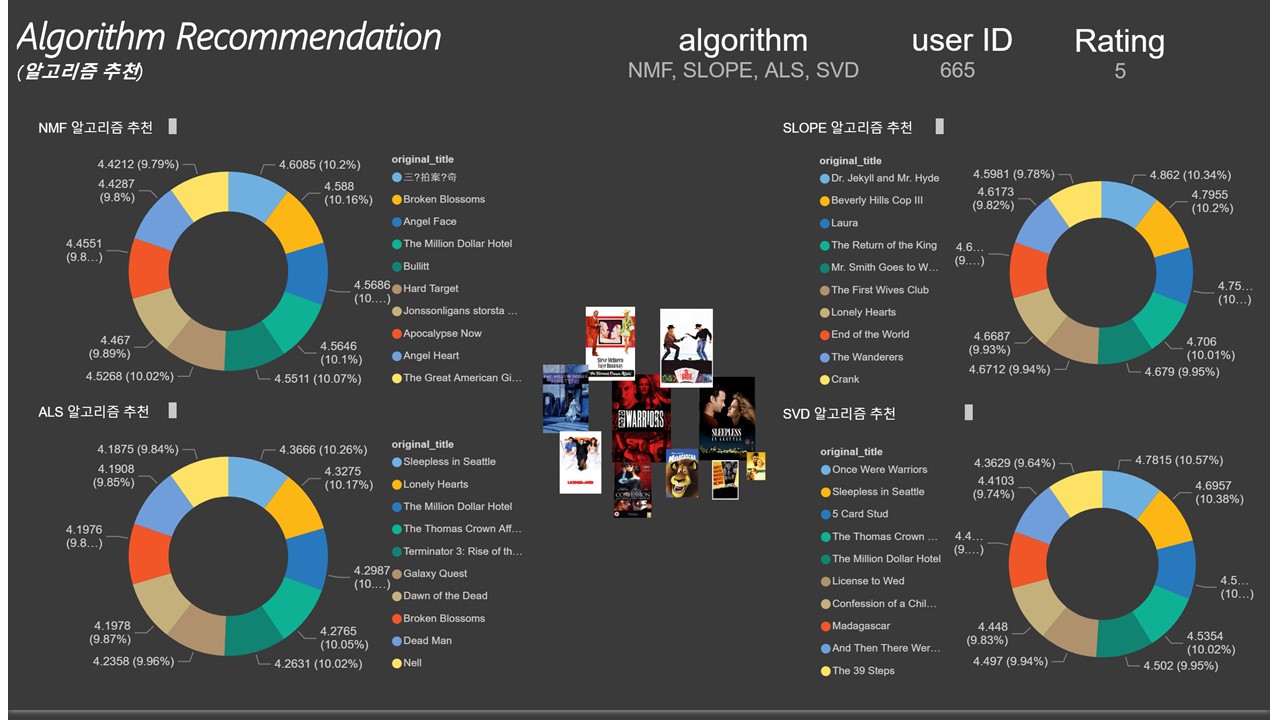 Algorithm Recommendation
(알고리즘 추천)
algorithm
NMF, SLOPE, ALS, SVD
user ID
665
Rating
5
NMF 알고리즘 추천
4.4212 (9.79%)
4.4287
(9.8%)
4.4551
(9.8…)
4.467
(9.89%)
4.5268 (10.02%)
4.6085 (10.2%)
4.588
(10.16%)
4.5686
(10.…)
4.5646
(10.1%)
4.5511 (10.07%)
original_title
三?拍案?奇
Broken Blossoms
Angel Face
The Million Dollar Hotel
Bullitt
Hard Target
Jonssonligans storsta …
Apocalypse Now
Angel Heart
The Great American Gi…
SLOPE 알고리즘 추천
original_title
Dr. Jekyll and Mr. Hyde
Beverly Hills Cop III
Laura
The Return of the King
Mr. Smith Goes to W…
The First Wives Club
Lonely Hearts
End of the World
The Wanderers
Crank
4.5981 (9.78%)
4.6173
(9.82%)
4.6…
(9.…)
4.6687
(9.93%)
4.6712 (9.94%)
4.862 (10.34%)
4.7955
(10.2%)
4.75…
(10…)
4.706
(10.01%)
4.679 (9.95%)
WARRIORS
SLEEPLESS
IN SEATTLE
MADAGASCAR
CONFESSION
ALS 알고리즘 추천
4.1875 (9.84%)
4.1908
(9.85%)
4.1976
(9.8…)
4.1978
(9.87%)
4.2358 (9.96%)
4.3666 (10.26%)
4.3275
(10.17%)
4.2987
(10.…)
4.2765
(10.05%)
4.2631 (10.02%)
original_title
Sleepless in Seattle
Lonely Hearts
The Million Dollar Hotel
The Thomas Crown Aff…
Terminator 3: Rise of th…
Galaxy Quest
Dawn of the Dead
Broken Blossoms
Dead Man
Nell
SVD 알고리즘 추천
original_title
Once Were Warriors
Sleepless in Seattle
5 Card Stud
The Thomas Crown …
The Million Dollar Hotel
License to Wed
Confession of a Chil…
Madagascar
And Then There Wer…
The 39 Steps
4.3629 (9.64%)
4.4103
(9.74%)
4.4…
(9.…)
4.448
(9.83%)
4.497 (9.94%)
4.7815 (10.57%)
4.6957
(10.38%)
4.5…
(10…)
4.5354
(10.02%)
4.502 (9.95%)